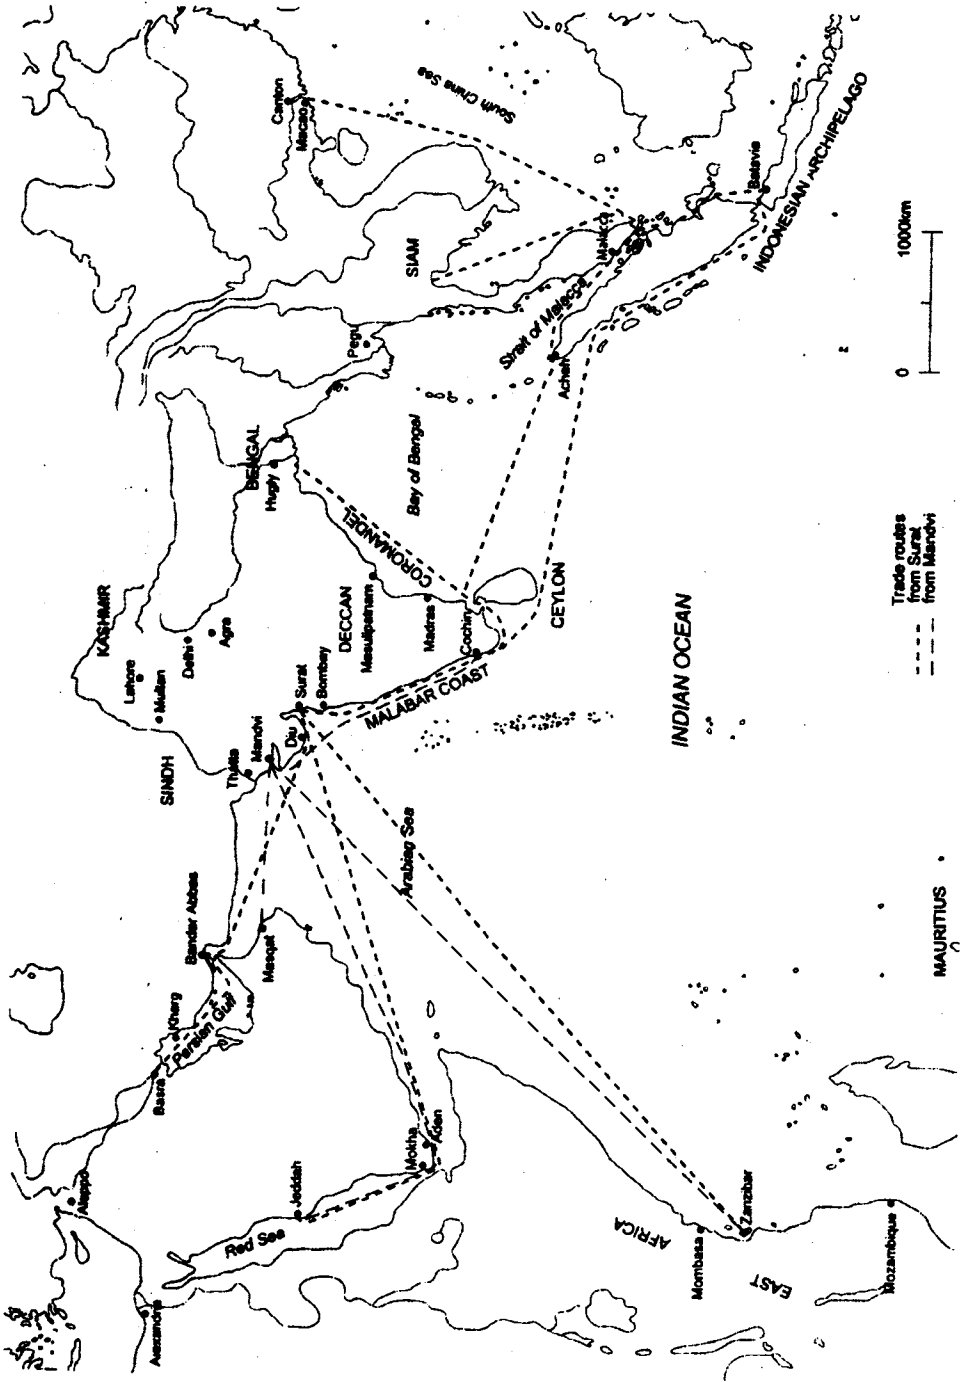 Aleppo
Alexandria
Basra
Kharg
Persian Gulf
Bandar Abbas
Masqat
Red Sea
Jeddah
Mokha
Aden
SINDH
Thatta
Mandvi
Diu
Surat
Bombay
KASHMIR
Lahore
Multan
Delhi
Agra
DECCAN
Masulipatnam
Madras
Cochin
MALABAR COAST
COROMANDEL
CEYLON
BENGAL
Hugly
Bay of Bengal
Pegu
SIAM
Canton
Macao
South China Sea
Strait of Malacca
Malacca
Acheh
Batavia
INDONESIAN ARCHIPELAGO
Arabiag Sea
INDIAN OCEAN
EAST
AFRICA
Mombasa
Zanzibar
Mozambique
MAURITIUS
Trade routes
from Surat
from Mandvi
0
1000km